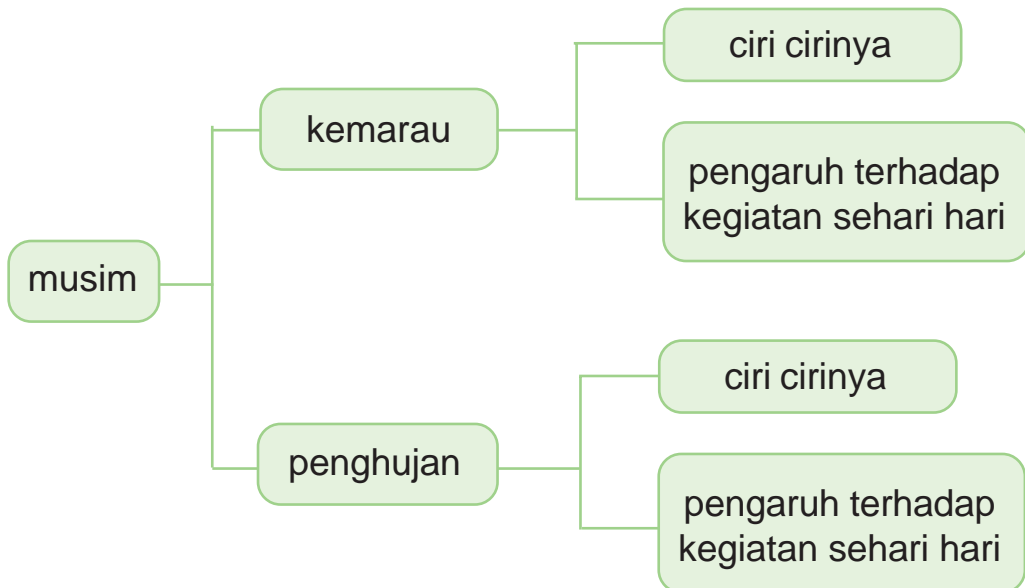 musim
kemarau
ciri cirinya
pengaruh terhadap
kegiatan sehari hari
penghujan
ciri cirinya
pengaruh terhadap
kegiatan sehari hari